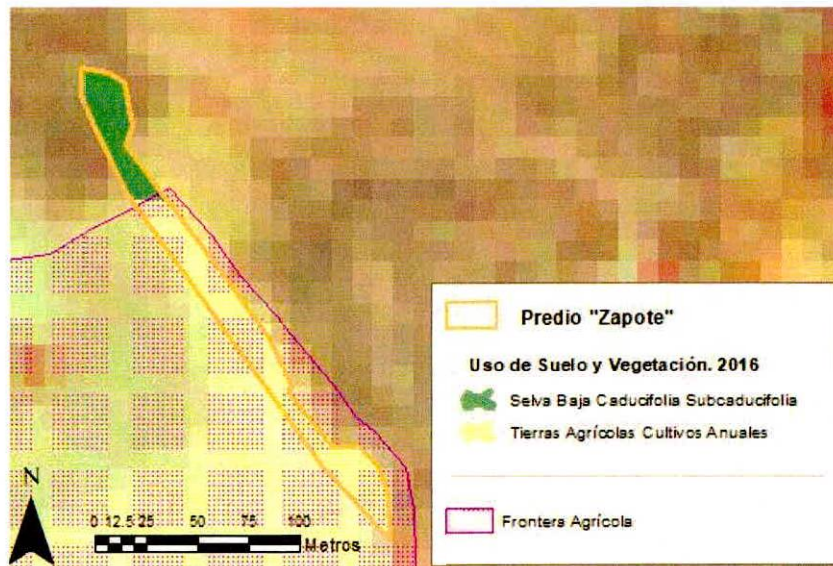 Predio "Zapote"
Uso de Suelo y Vegetación. 2016
Selva Baja Caducifolia Subcaducifolia
Tierras Agrícolas Cultivos Anuales
Frontera Agrícola
N
0 12.5 25 50 75 100
Metros